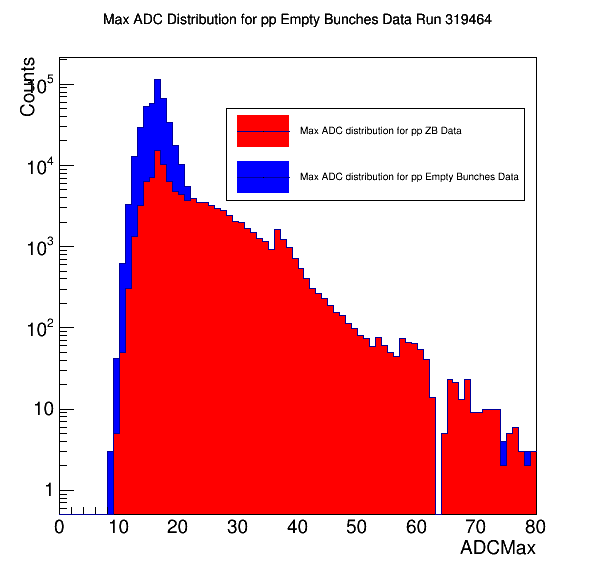 Max ADC Distribution for pp Empty Bunches Data Run 319464
Counts
10^5
10^4
10^3
10^2
10
1
Max ADC distribution for pp ZB Data
Max ADC distribution for pp Empty Bunches Data
0 10 20 30 40 50 60 70 80
ADCMax